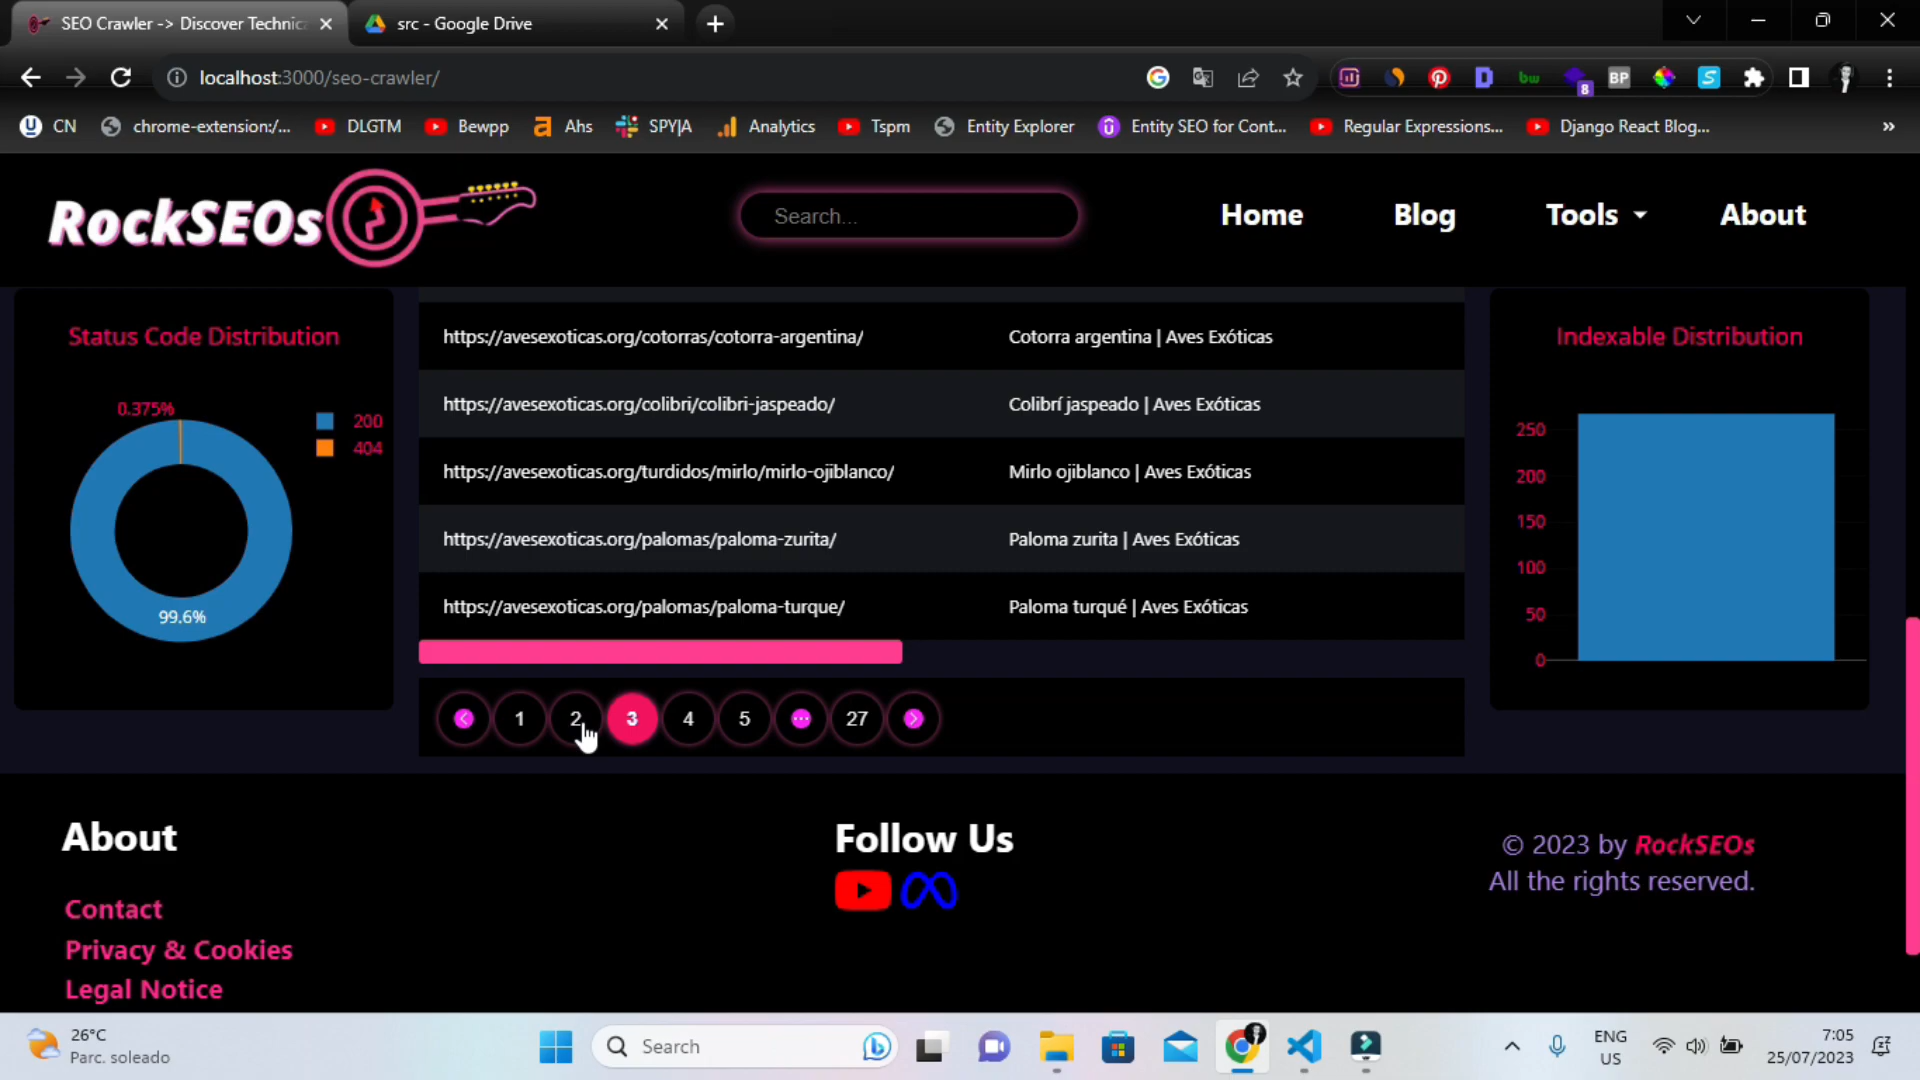 SEO Crawler -> Discover Technic
src - Google Drive
localhost:3000/seo-crawler/
BP
8
CN
chrome-extension:/...
DLGTM
Bewpp
Ahs
SPY|A
Analytics
Tspm
Entity Explorer
Entity SEO for Cont...
Regular Expressions...
Django React Blog...
»
RockSEOs
Search...
Home
Blog
Tools
About
Status Code Distribution
0.375%
200
404
99.6%
https://avesexoticas.org/cotorras/cotorra-argentina/ Cotorra argentina | Aves Exóticas
https://avesexoticas.org/colibri/colibri-jaspeado/ Colibrí jaspeado | Aves Exóticas
https://avesexoticas.org/turdidos/mirlo/mirlo-ojiblanco/ Mirlo ojiblanco | Aves Exóticas
https://avesexoticas.org/palomas/paloma-zurita/ Paloma zurita | Aves Exóticas
https://avesexoticas.org/palomas/paloma-turque/ Paloma turqué | Aves Exóticas
1 2 3 4 5 ... 27
Indexable Distribution
250
200
150
100
50
0
About
Contact
Privacy & Cookies
Legal Notice
Follow Us
© 2023 by RockSEOs
All the rights reserved.
26°C
Parc. soleado
Search
ENG
US
7:05
25/07/2023